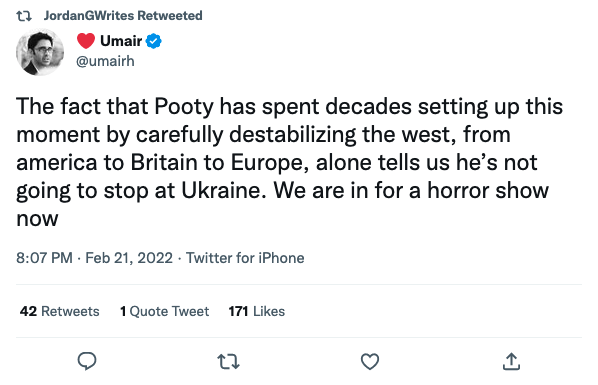 JordanGWrites Retweeted
Umair
@umairh
The fact that Pooty has spent decades setting up this
moment by carefully destabilizing the west, from
america to Britain to Europe, alone tells us he’s not
going to stop at Ukraine. We are in for a horror show
now
8:07 PM · Feb 21, 2022 · Twitter for iPhone
42 Retweets 1 Quote Tweet 171 Likes